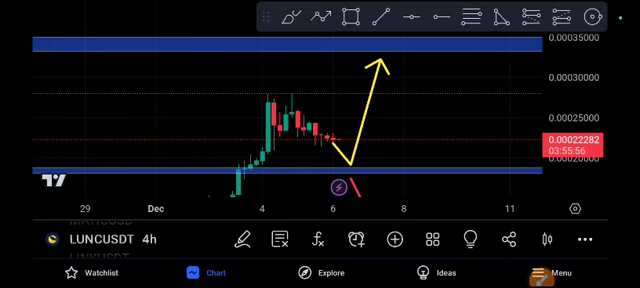 0.00035000
0.00030000
0.00025000
0.00022282
03:55:56
0.00020000
29 Dec 4 6 8 11
LUNCUSDT 4h
Watchlist Chart Explore Ideas Menu